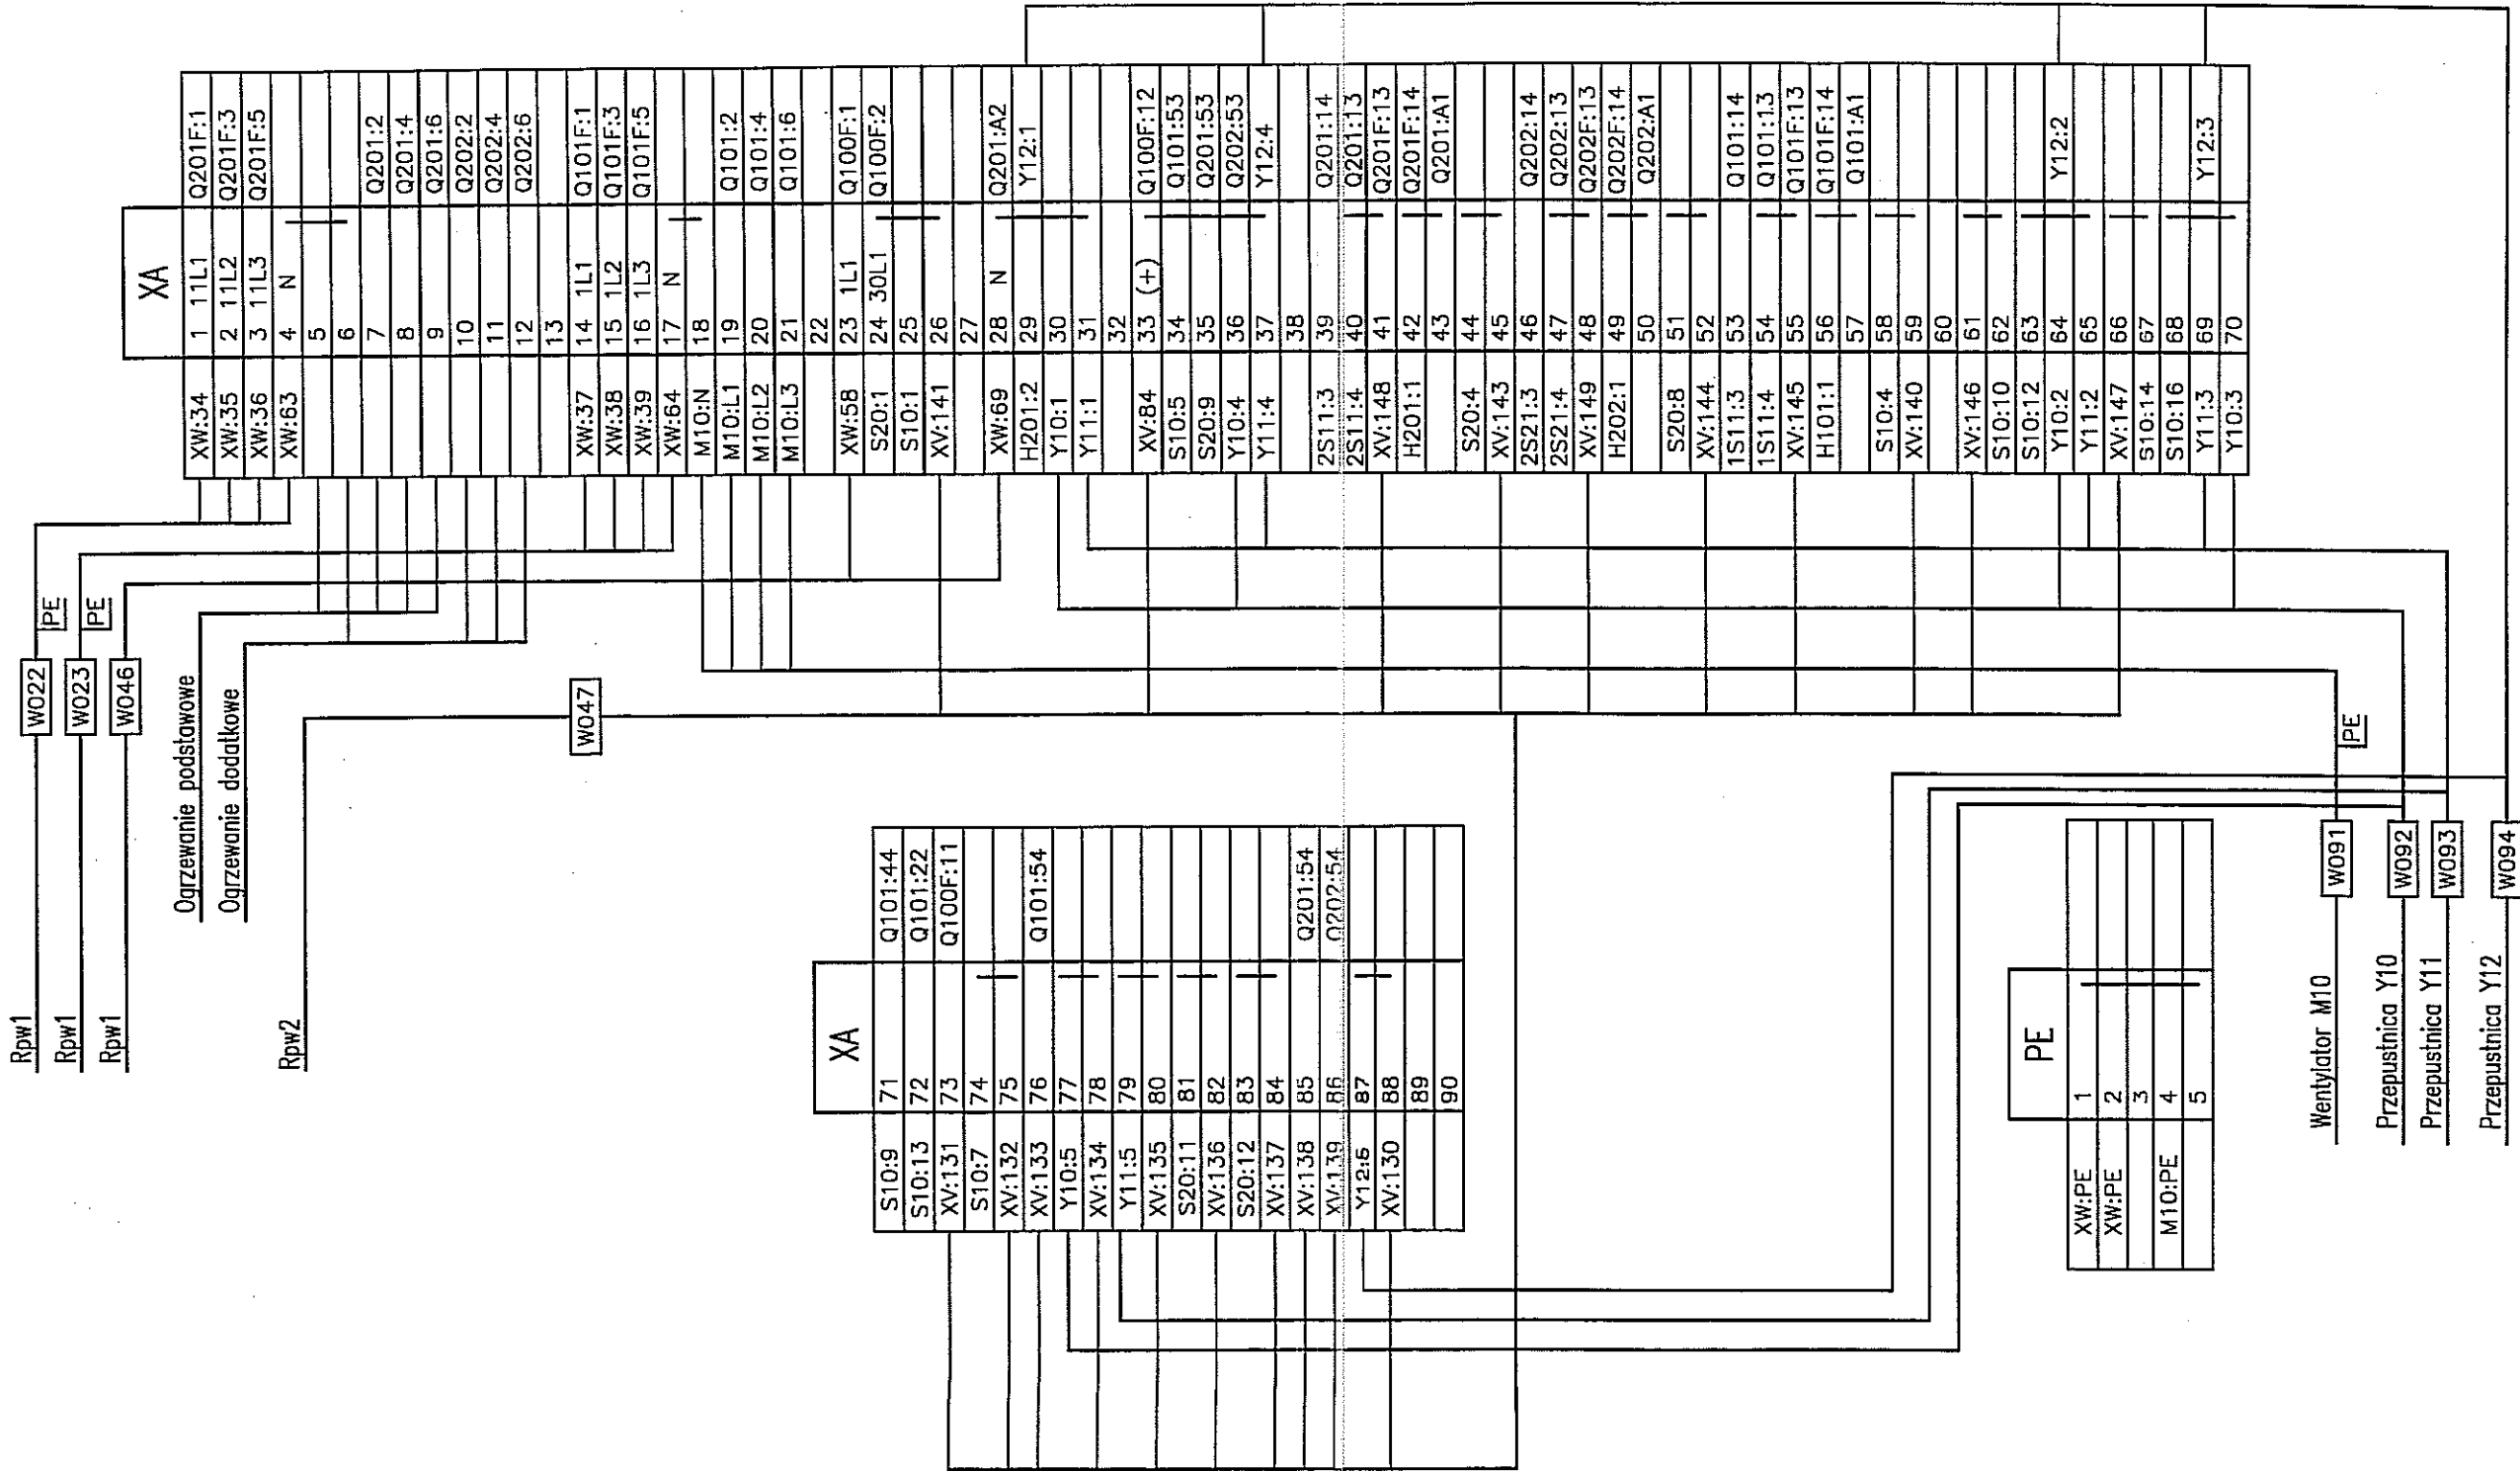 Rpw1
W022
PE
Rpw1
W023
PE
Rpw1
W046
Ogrzewanie podstawowe
Ogrzewanie dodatkowe
Rpw2
W047
XA
XW:34 1 11L1 Q201F:1
XW:35 2 11L2 Q201F:3
XW:36 3 11L3 Q201F:5
XW:63 4 N
5
6
7 Q201:2
8 Q201:4
9 Q201:6
10 Q202:2
11 Q202:4
12 Q202:6
13
XW:37 14 1L1 Q101F:1
XW:38 15 1L2 Q101F:3
XW:39 16 1L3 Q101F:5
XW:64 17 N
M10:N 18
M10:L1 19 Q101:2
M10:L2 20 Q101:4
M10:L3 21 Q101:6
22
XW:58 23 1L1 Q100F:1
S20:1 24 30L1 Q100F:2
S10:1 25
XV:141 26
27
XW:69 28 N Q201:A2
H201:2 29 Y12:1
Y10:1 30
Y11:1 31
32
XV:84 33 (+) Q100F:12
S10:5 34 Q101:53
S20:9 35 Q201:53
Y10:4 36 Q202:53
Y11:4 37 Y12:4
38
2S11:3 39 Q201:14
2S11:4 40 Q201:13
XV:148 41 Q201F:13
H201:1 42 Q201F:14
43 Q201:A1
S20:4 44
XV:143 45
2S21:3 46 Q202:14
2S21:4 47 Q202:13
XV:149 48 Q202F:13
H202:1 49 Q202F:14
50 Q202:A1
S20:8 51
XV:144 52
1S11:3 53 Q101:14
1S11:4 54 Q101:13
XV:145 55 Q101F:13
H101:1 56 Q101F:14
57 Q101:A1
S10:4 58
XV:140 59
60
XV:146 61
S10:10 62
S10:12 63
Y10:2 64 Y12:2
Y11:2 65
XV:147 66
S10:14 67
S10:16 68
Y11:3 69 Y12:3
Y10:3 70
XA
S10:9 71 Q101:44
S10:13 72 Q101:22
XV:131 73 Q100F:11
S10:7 74
XV:132 75
XV:133 76 Q101:54
Y10:5 77
XV:134 78
Y11:5 79
XV:135 80
S20:11 81
XV:136 82
S20:12 83
XV:137 84
XV:138 85 Q201:54
XV:139 86 Q202:54
Y12:5 87
XV:130 88
89
90
PE
XW:PE 1
XW:PE 2
3
M10:PE 4
5
PE
Wentylator M10
W091
Przepustnica Y10
W092
Przepustnica Y11
W093
Przepustnica Y12
W094